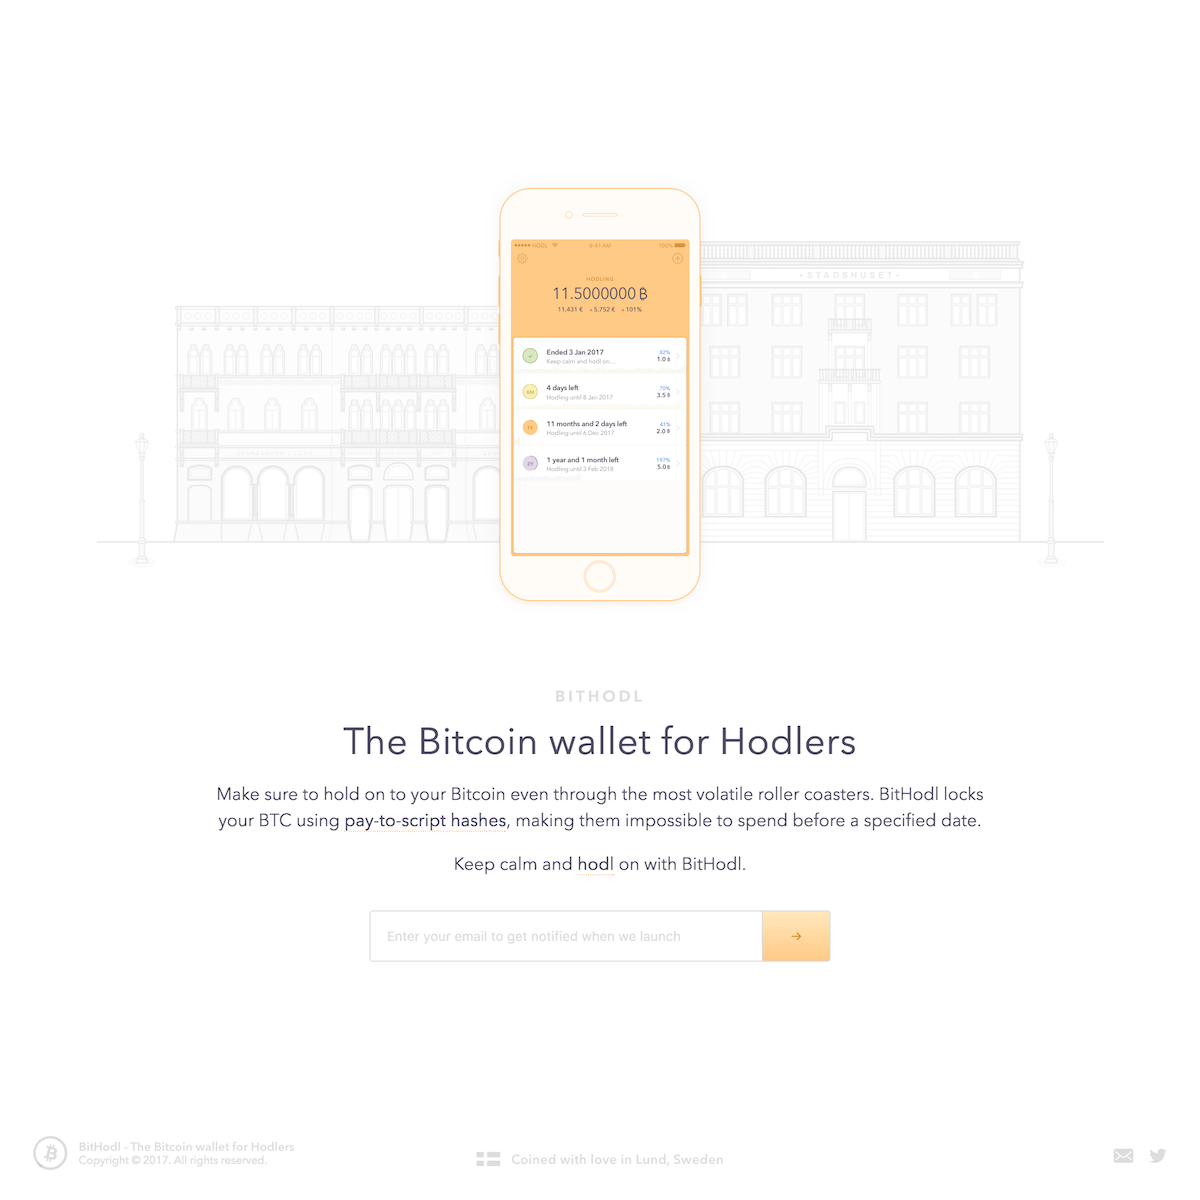 HODL
9:41 AM
100%
HODLING
11.5000000 ฿
11,431 € 5,752 € 101%
Ended 3 Jan 2017
82%
Keep calm and hodl on...
1.0 ฿
4 days left
70%
6M
Hodling until 8 Jan 2017
3.5 ฿
11 months and 2 days left
41%
Hodling until 6 Dec 2017
2.0 ฿
1 year and 1 month left
197%
2Y
Hodling until 3 Feb 2018
5.0 ฿
• STADSHUSET •
BITHODL
The Bitcoin wallet for Hodlers
Make sure to hold on to your Bitcoin even through the most volatile roller coasters. BitHodl locks
your BTC using pay-to-script hashes, making them impossible to spend before a specified date.
Keep calm and hodl on with BitHodl.
Enter your email to get notified when we launch
BitHodl - The Bitcoin wallet for Hodlers
Copyright © 2017. All rights reserved.
Coined with love in Lund, Sweden